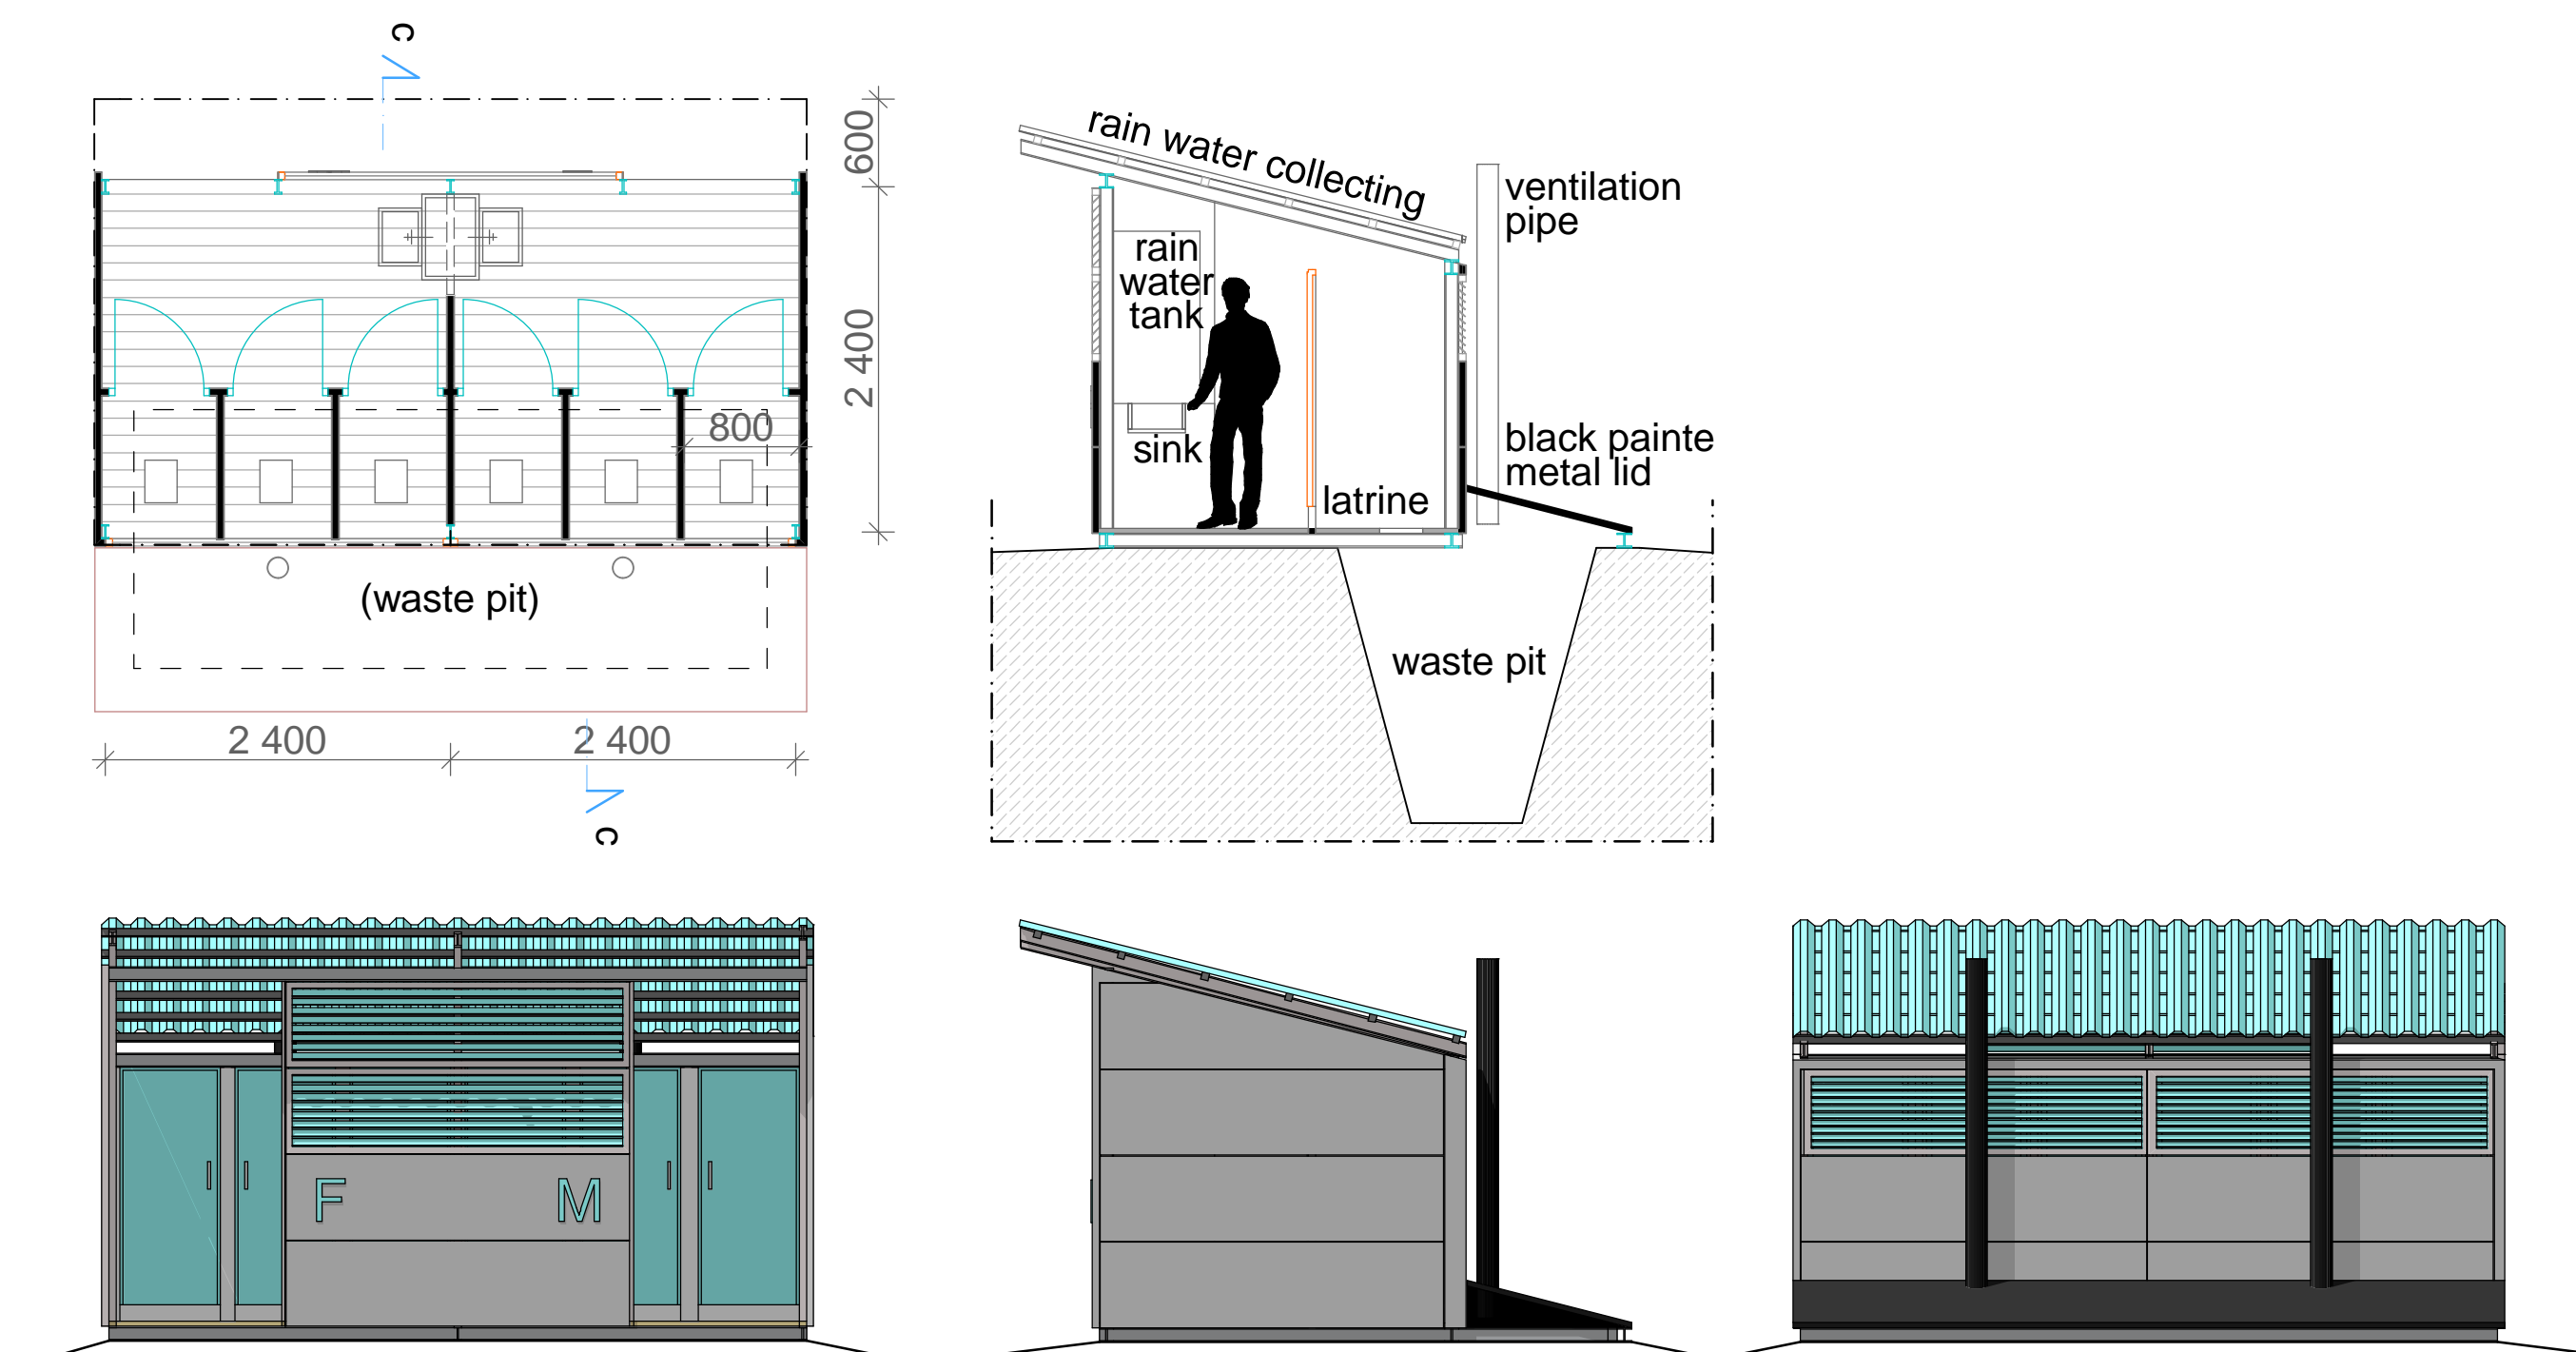 c
600
2 400
800
(waste pit)
2 400
2 400
c
rain water collecting
ventilation
pipe
rain
water
tank
sink
latrine
black painte
metal lid
waste pit
F
M